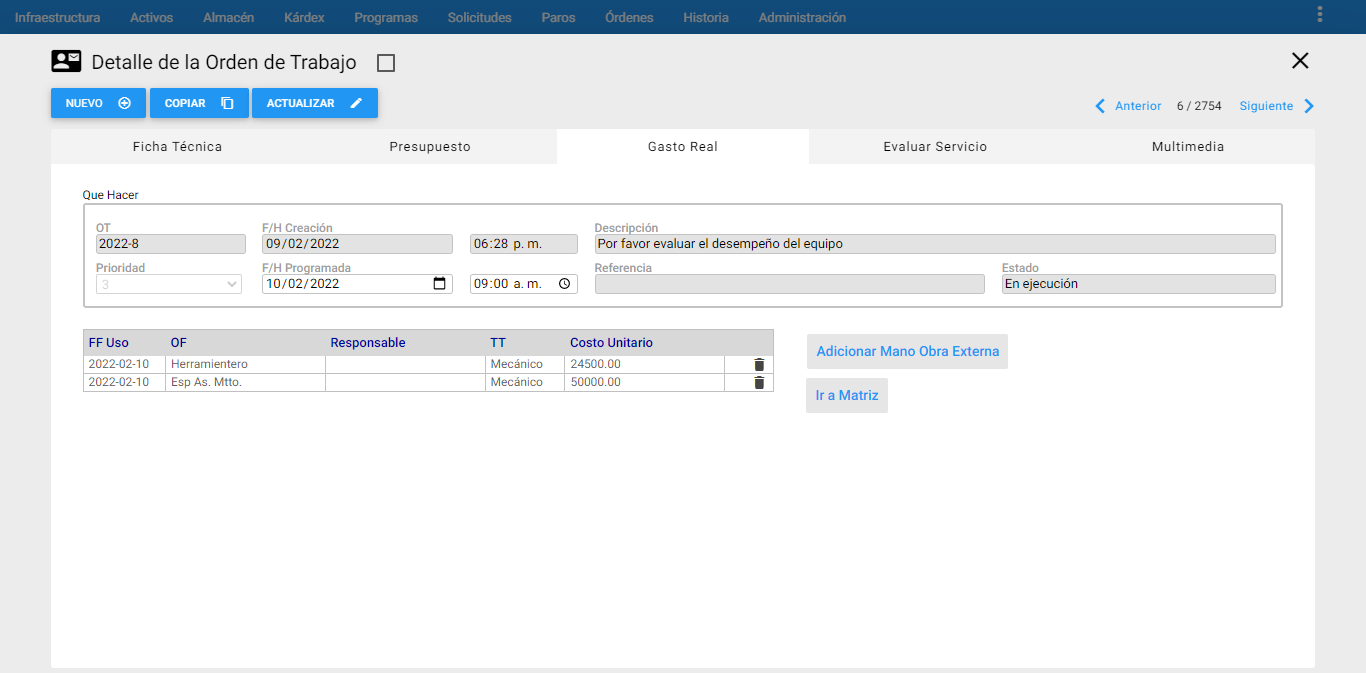 Infraestructura Activos Almacén Kárdex Programas Solicitudes Paros Órdenes Historia Administración
Detalle de la Orden de Trabajo
NUEVO COPIAR ACTUALIZAR
Anterior 6 / 2754 Siguiente
Ficha Técnica Presupuesto Gasto Real Evaluar Servicio Multimedia
Que Hacer
OT F/H Creación Descripción
2022-8 09/02/2022 06:28 p. m. Por favor evaluar el desempeño del equipo
Prioridad F/H Programada Referencia Estado
3 10/02/2022 09:00 a. m. En ejecución
FF Uso OF Responsable TT Costo Unitario
2022-02-10 Herramientero Mecánico 24500.00
2022-02-10 Esp As. Mtto. Mecánico 50000.00
Adicionar Mano Obra Externa
Ir a Matriz